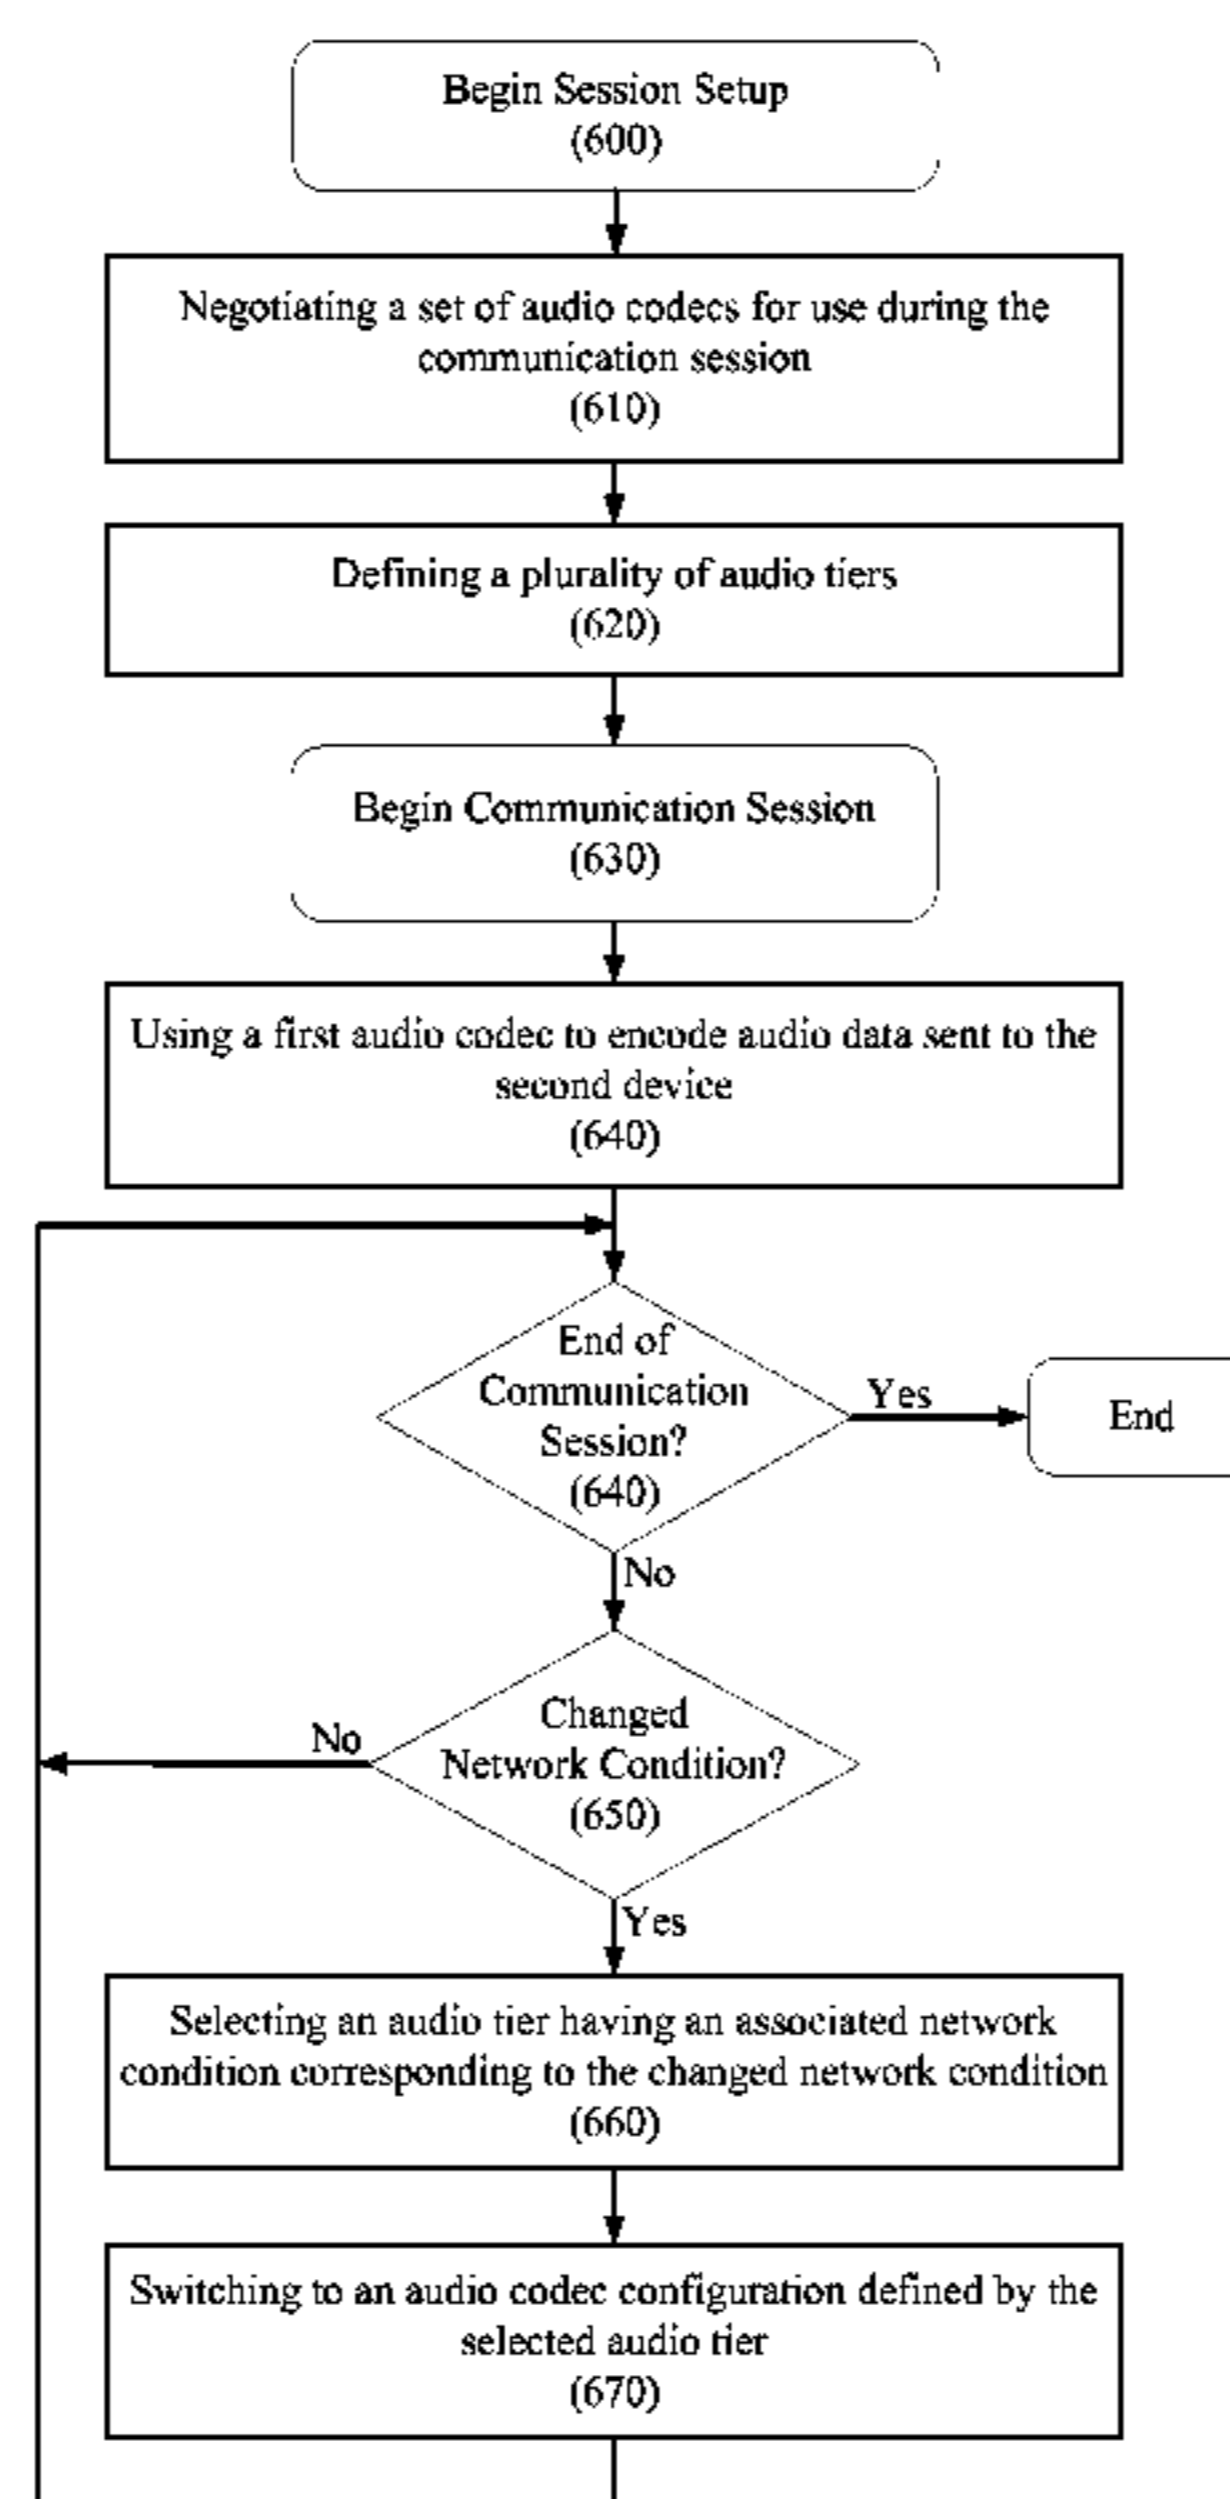 Begin Session Setup
(600)
Negotiating a set of audio codecs for use during the
communication session
(610)
Defining a plurality of audio tiers
(620)
Begin Communication Session
(630)
Using a first audio codec to encode audio data sent to the
second device
(640)
End of
Communication
Session?
(640)
Yes
End
No
Changed
Network Condition?
(650)
No
Yes
Selecting an audio tier having an associated network
condition corresponding to the changed network condition
(660)
Switching to an audio codec configuration defined by the
selected audio tier
(670)